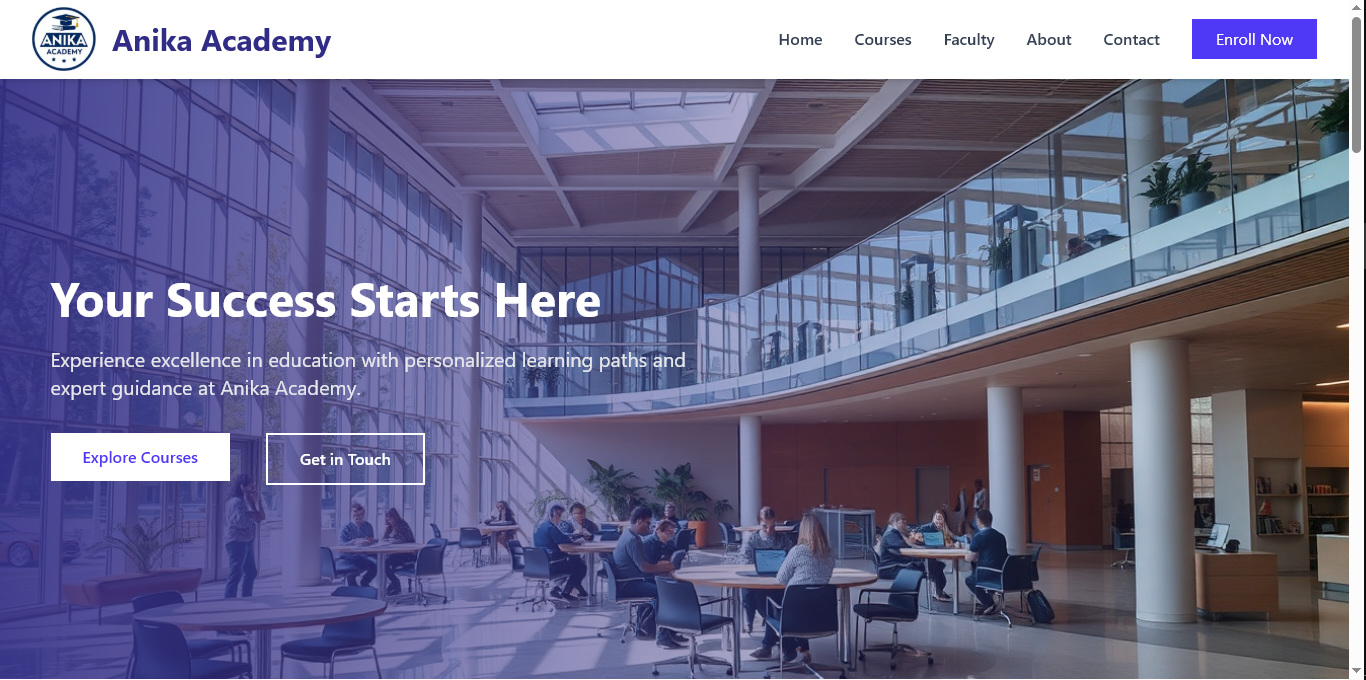 ANIKA
ACADEMY
Anika Academy
Home
Courses
Faculty
About
Contact
Enroll Now
Your Success Starts Here
Experience excellence in education with personalized learning paths and
expert guidance at Anika Academy.
Explore Courses
Get in Touch